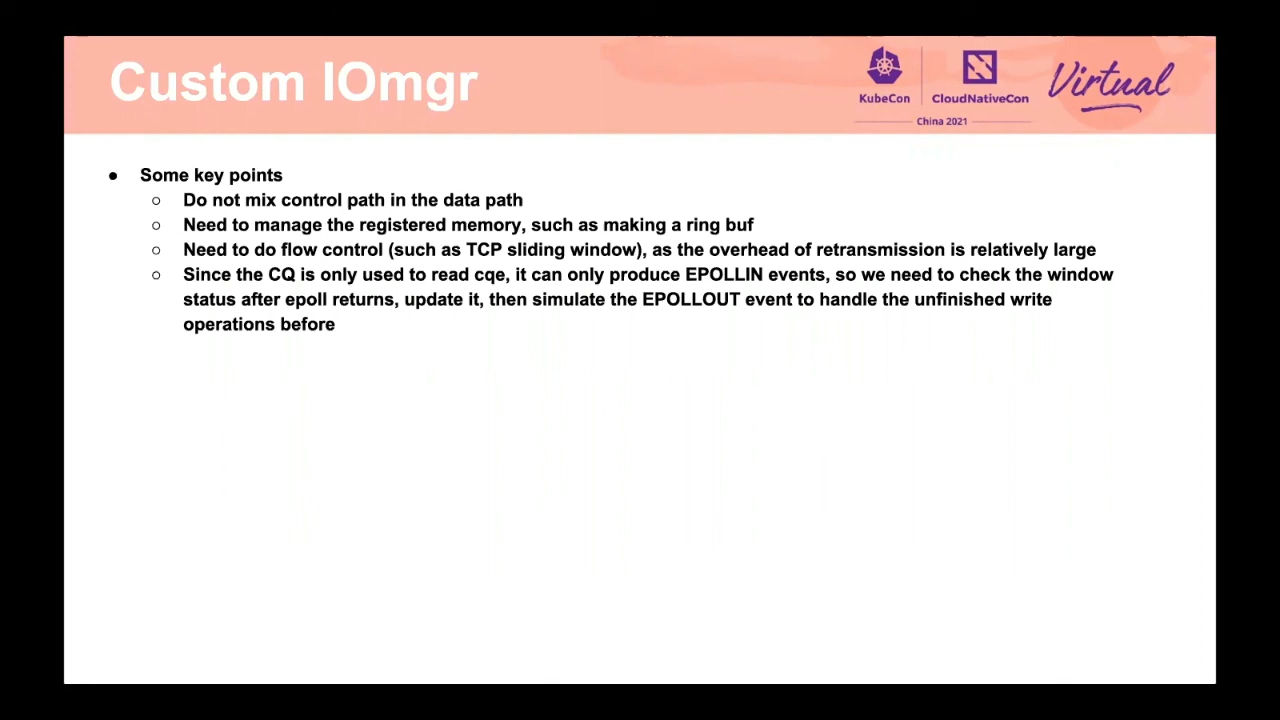 Custom IOmgr
KubeCon
CloudNativeCon
China 2021
Virtual
● Some key points
○ Do not mix control path in the data path
○ Need to manage the registered memory, such as making a ring buf
○ Need to do flow control (such as TCP sliding window), as the overhead of retransmission is relatively large
○ Since the CQ is only used to read cqe, it can only produce EPOLLIN events, so we need to check the window
status after epoll returns, update it, then simulate the EPOLLOUT event to handle the unfinished write
operations before